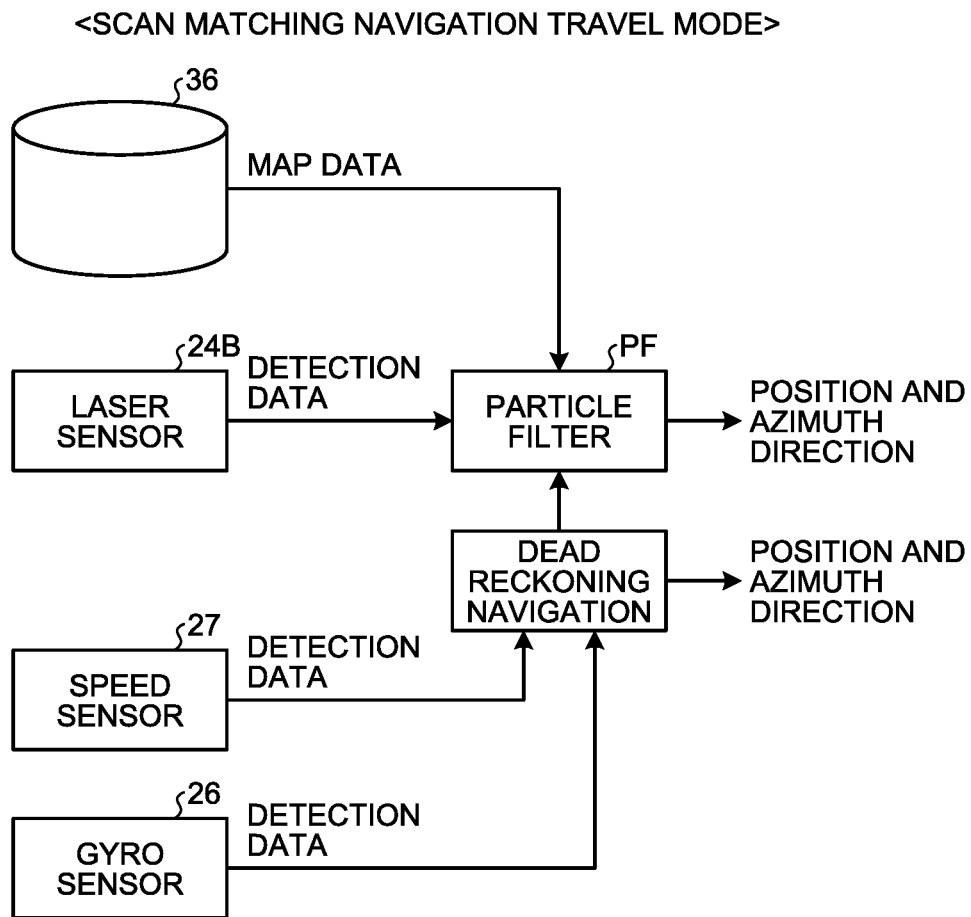 <SCAN MATCHING NAVIGATION TRAVEL MODE>
36
MAP DATA
24B
LASER
SENSOR
DETECTION
DATA
PF
PARTICLE
FILTER
POSITION AND
AZIMUTH
DIRECTION
DEAD
RECKONING
NAVIGATION
POSITION AND
AZIMUTH
DIRECTION
27
SPEED
SENSOR
DETECTION
DATA
26
GYRO
SENSOR
DETECTION
DATA